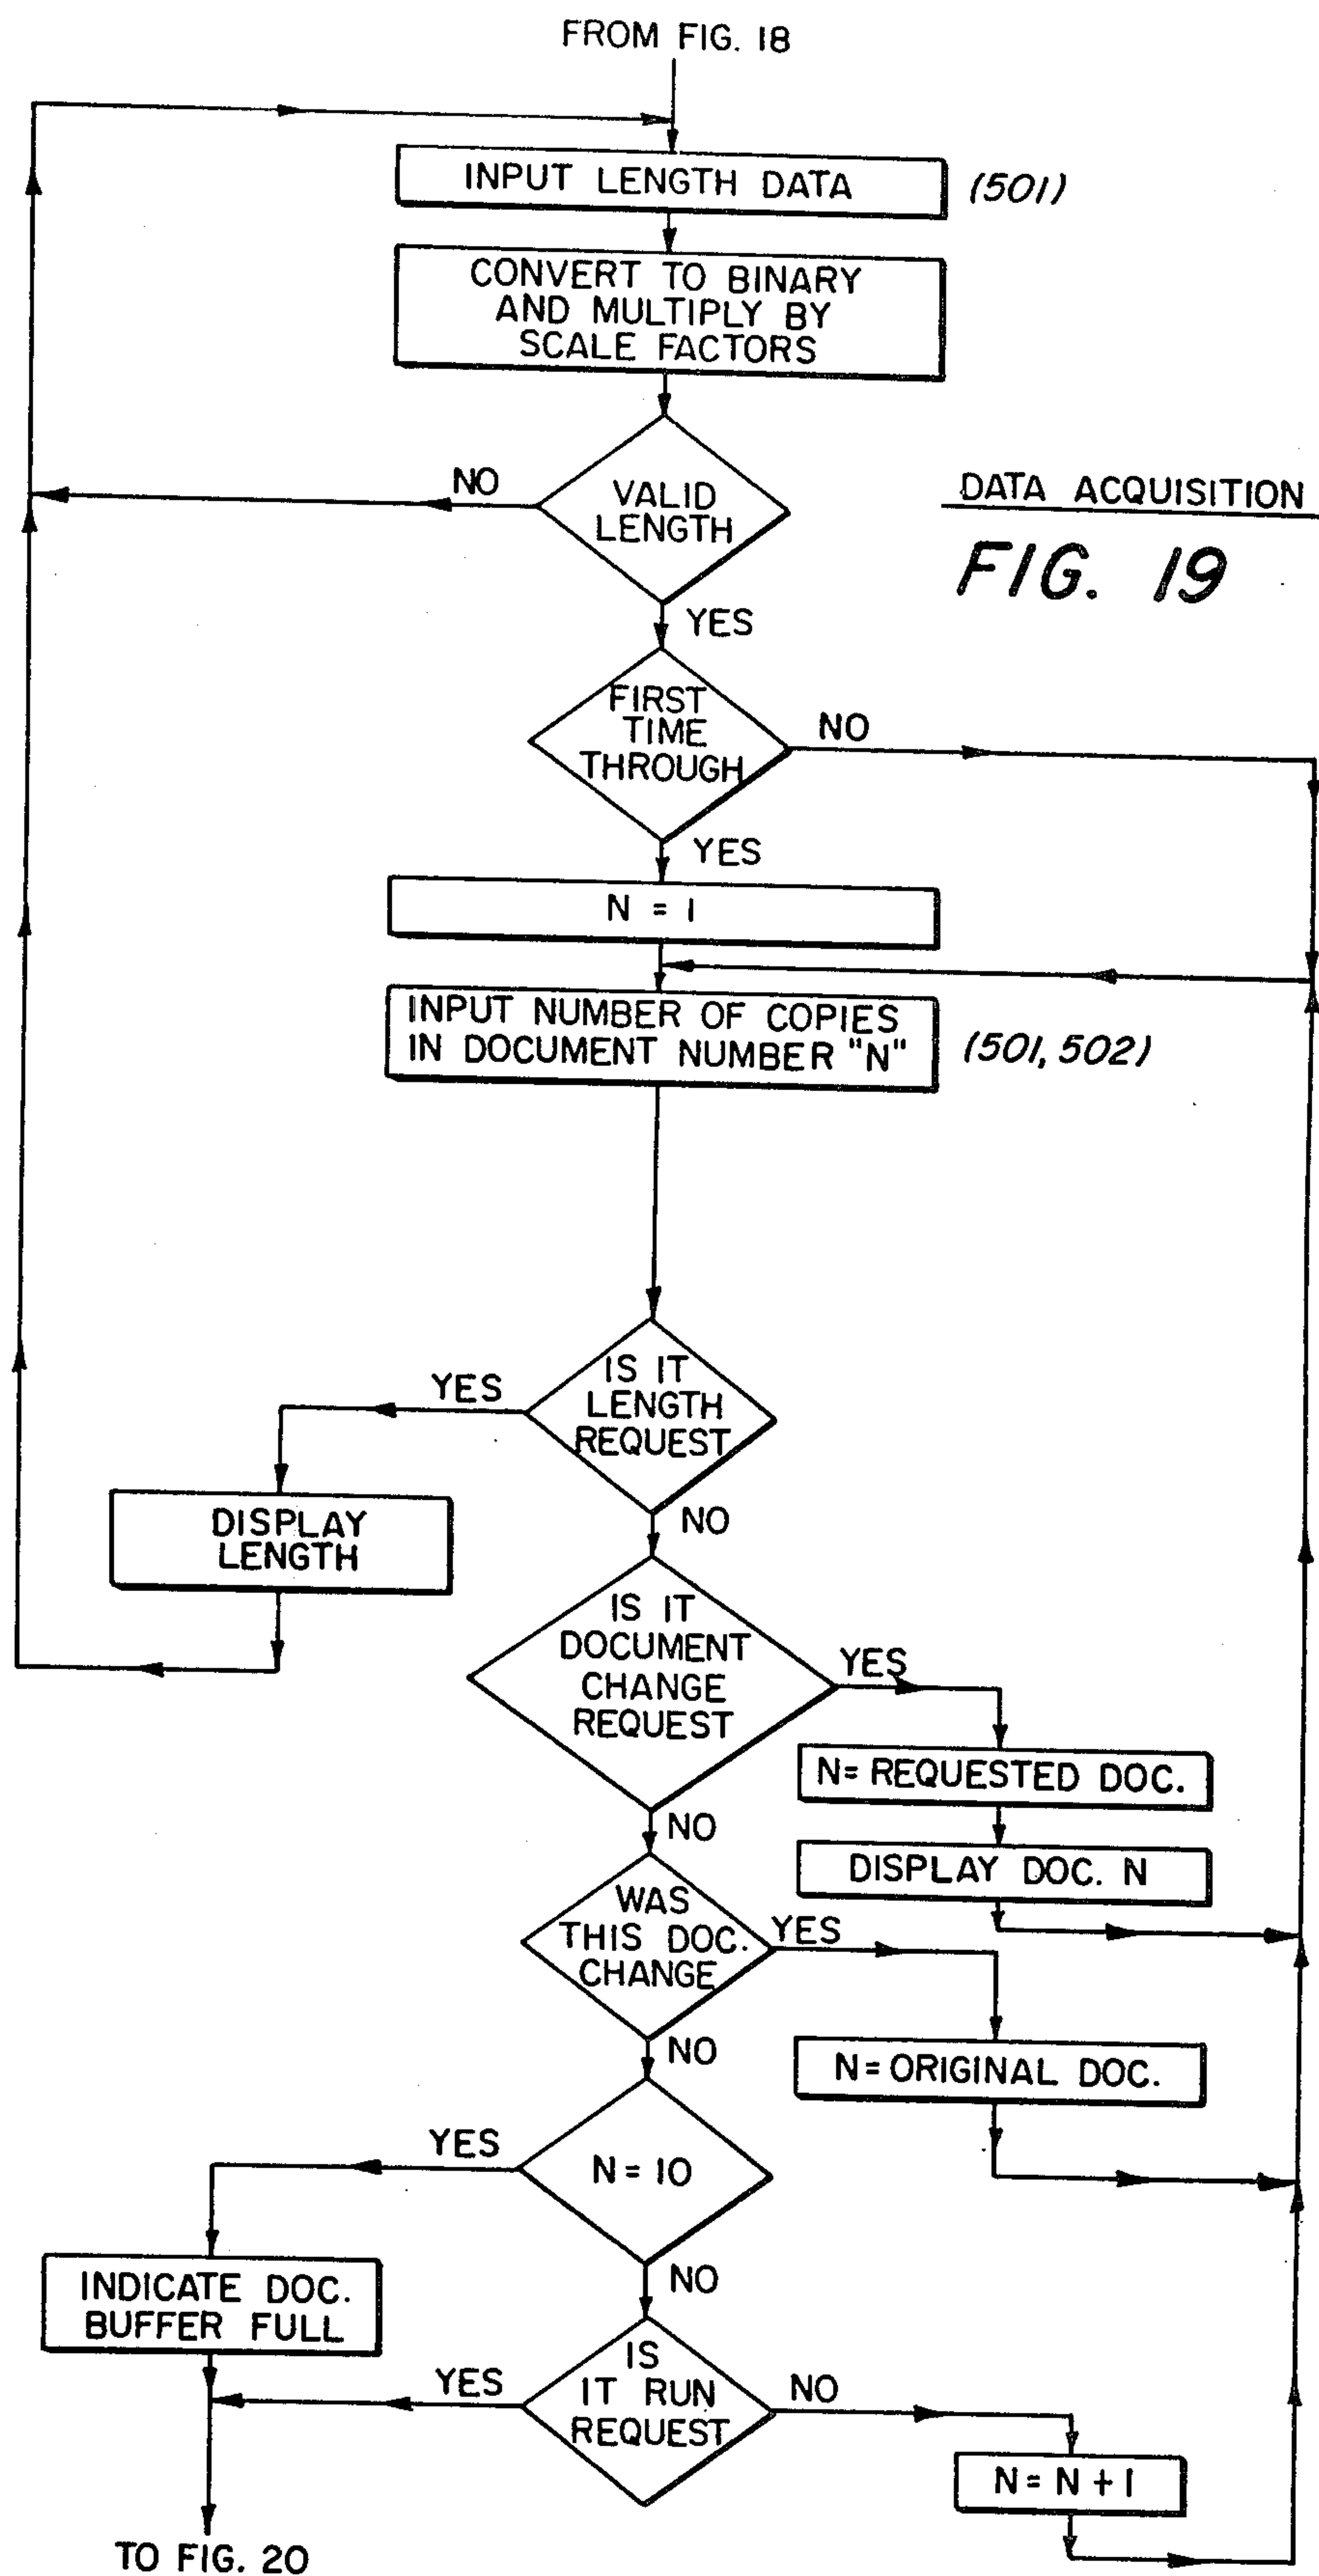 FROM FIG. 18
INPUT LENGTH DATA
(501)
CONVERT TO BINARY
AND MULTIPLY BY
SCALE FACTORS
NO
VALID
LENGTH
DATA ACQUISITION
FIG. 19
YES
FIRST
TIME
THROUGH
NO
YES
N = 1
INPUT NUMBER OF COPIES
IN DOCUMENT NUMBER "N"
(501, 502)
YES
IS IT
LENGTH
REQUEST
DISPLAY
LENGTH
NO
IS IT
DOCUMENT
CHANGE
REQUEST
YES
N= REQUESTED DOC.
DISPLAY DOC. N
NO
WAS
THIS DOC.
CHANGE
YES
N= ORIGINAL DOC.
NO
YES
N = 10
INDICATE DOC.
BUFFER FULL
NO
YES
IS
IT RUN
REQUEST
NO
N = N + 1
TO FIG. 20